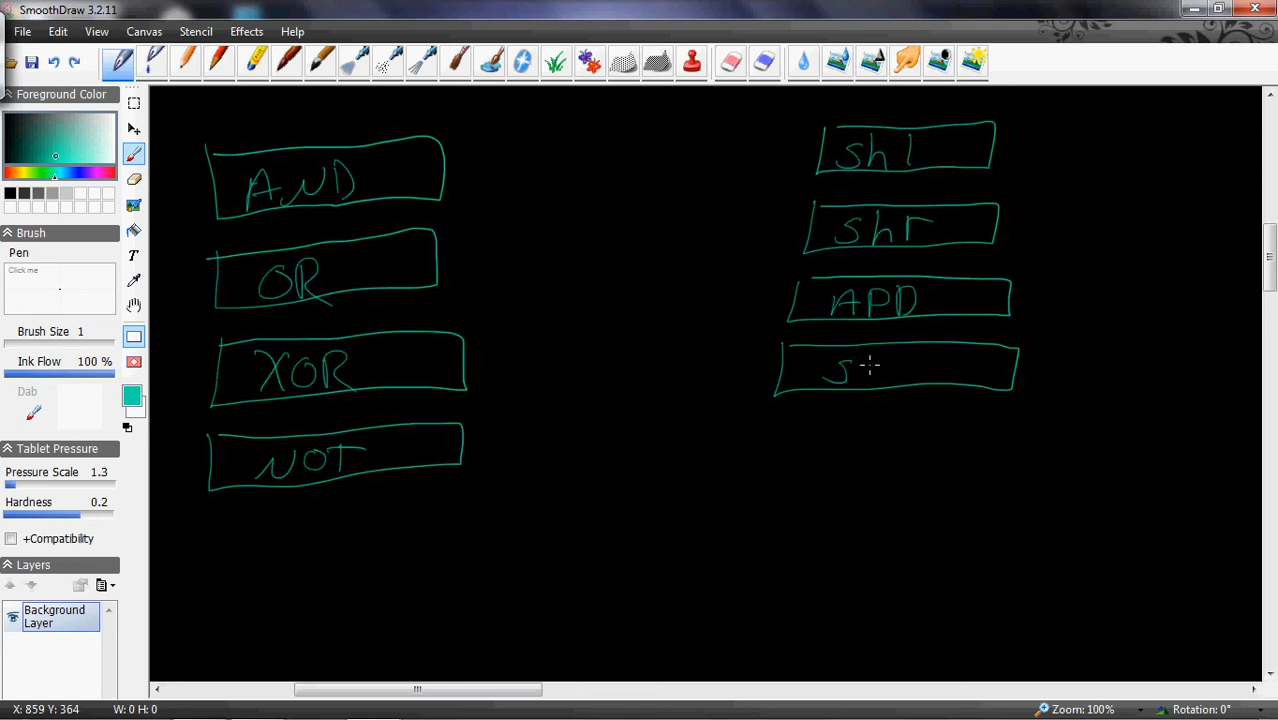 SmoothDraw 3.2.11
File Edit View Canvas Stencil Effects Help
Foreground Color
Brush
Pen
Click me
Brush Size 1
Ink Flow 100 %
Dab
Tablet Pressure
Pressure Scale 1.3
Hardness 0.2
+Compatibility
Layers
Background
Layer
AND
OR
XOR
NOT
shl
shr
ADD
S
X: 859 Y: 364 W: 0 H: 0 Zoom: 100% Rotation: 0°